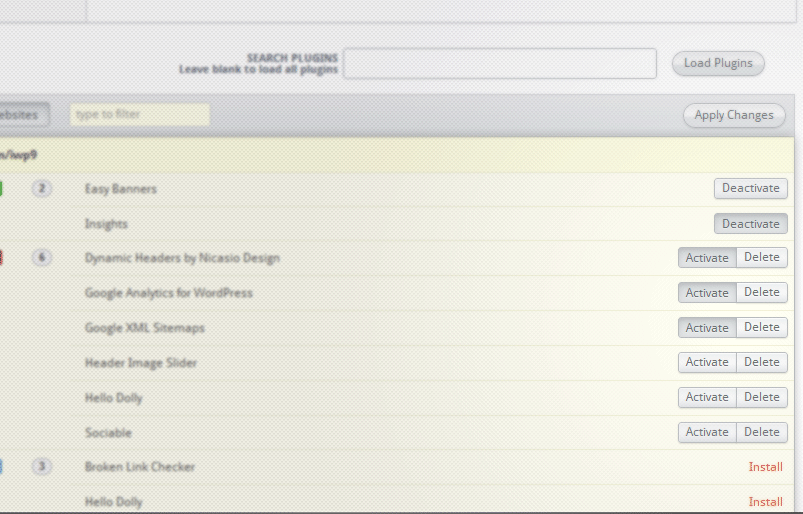 SEARCH PLUGINS
Leave blank to load all plugins
Load Plugins
ebsites
type to filter
Apply Changes
/iwp9
2 Easy Banners Deactivate
Insights Deactivate
6 Dynamic Headers by Nicasio Design Activate Delete
Google Analytics for WordPress Activate Delete
Google XML Sitemaps Activate Delete
Header Image Slider Activate Delete
Hello Dolly Activate Delete
Sociable Activate Delete
3 Broken Link Checker Install
Hello Dolly Install